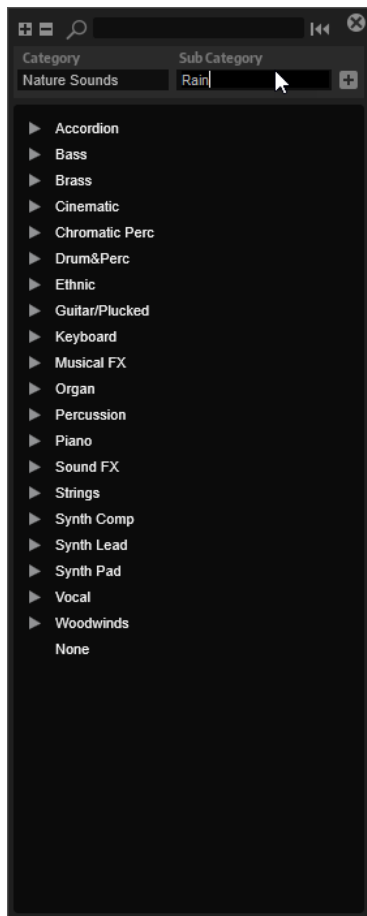 Category Sub Category
Nature Sounds Rain
Accordion
Bass
Brass
Cinematic
Chromatic Perc
Drum&Perc
Ethnic
Guitar/Plucked
Keyboard
Musical FX
Organ
Percussion
Piano
Sound FX
Strings
Synth Comp
Synth Lead
Synth Pad
Vocal
Woodwinds
None